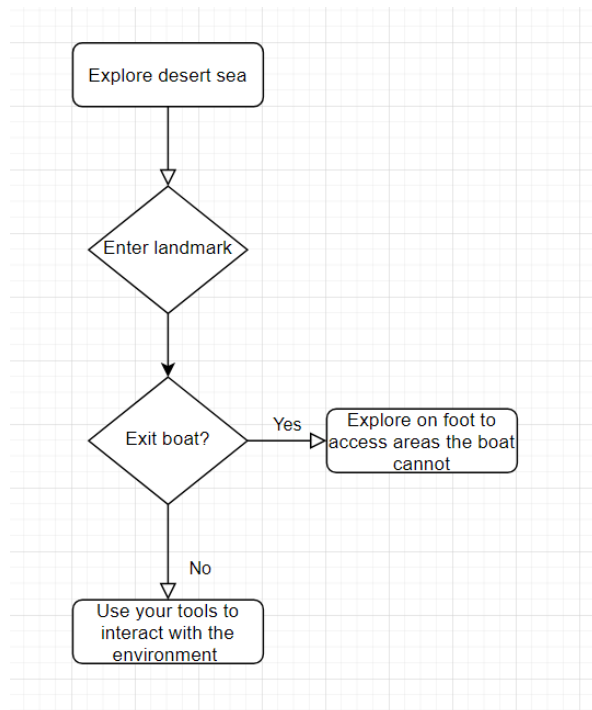 Explore desert sea
Enter landmark
Exit boat?
Yes
Explore on foot to
access areas the boat
cannot
No
Use your tools to
interact with the
environment